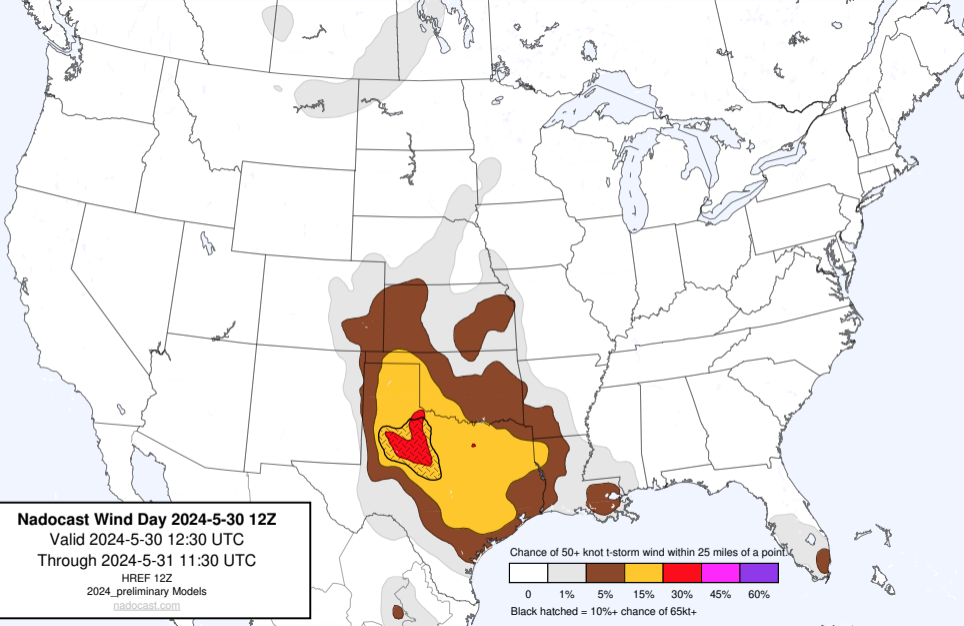 Nadocast Wind Day 2024-5-30 12Z
Valid 2024-5-30 12:30 UTC
Through 2024-5-31 11:30 UTC
HREF 12Z
2024_preliminary Models
nadocast.com
Chance of 50+ knot t-storm wind within 25 miles of a point.
0 1% 5% 15% 30% 45% 60%
Black hatched = 10%+ chance of 65kt+